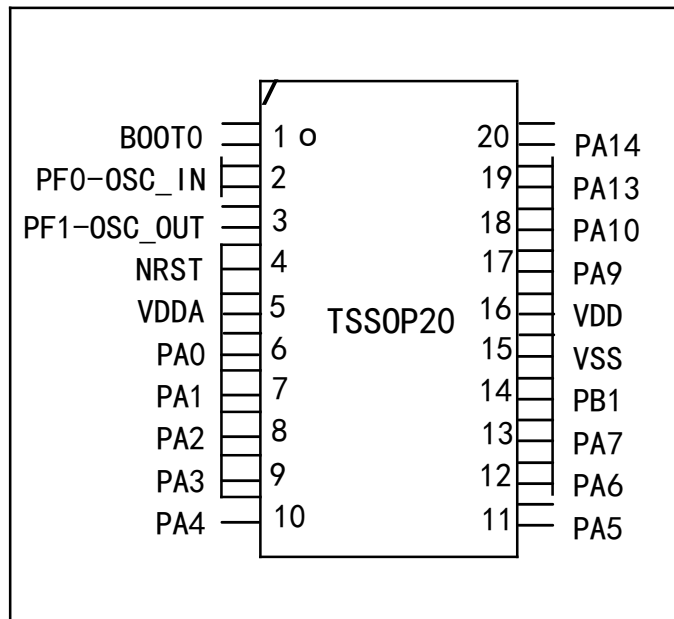 BOOT0 1 20 PA14
PF0-OSC_IN 2 19 PA13
PF1-OSC_OUT 3 18 PA10
NRST 4 17 PA9
VDDA 5 TSSOP20 16 VDD
PA0 6 15 VSS
PA1 7 14 PB1
PA2 8 13 PA7
PA3 9 12 PA6
PA4 10 11 PA5